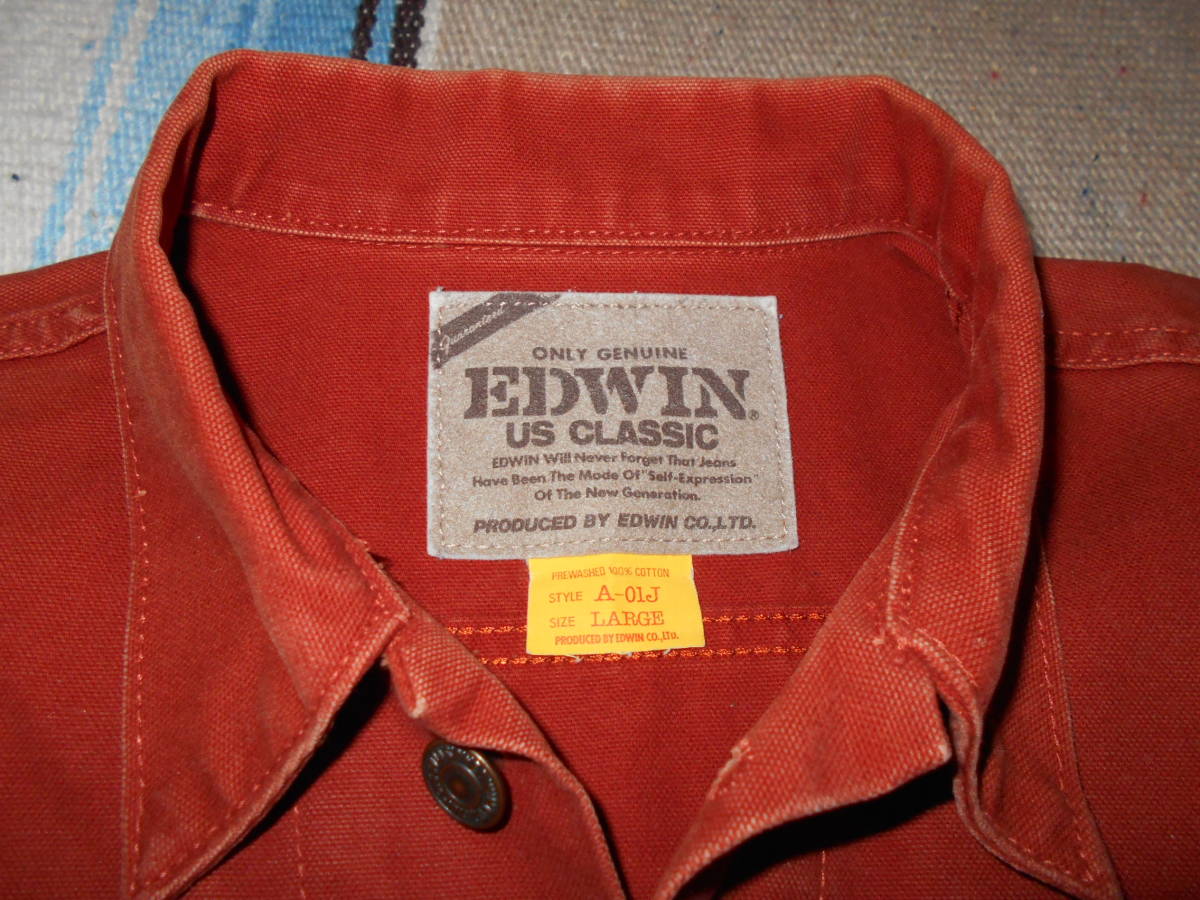 Guaranteed
ONLY GENUINE
EDWIN®
US CLASSIC
EDWIN Will Never Forget That Jeans
Have Been The Mode Of "Self-Expression"
Of The New Generation.
PRODUCED BY EDWIN CO.,LTD.
PREWASHED 100% COTTON
STYLE A-01J
SIZE LARGE
PRODUCED BY EDWIN CO.,LTD.